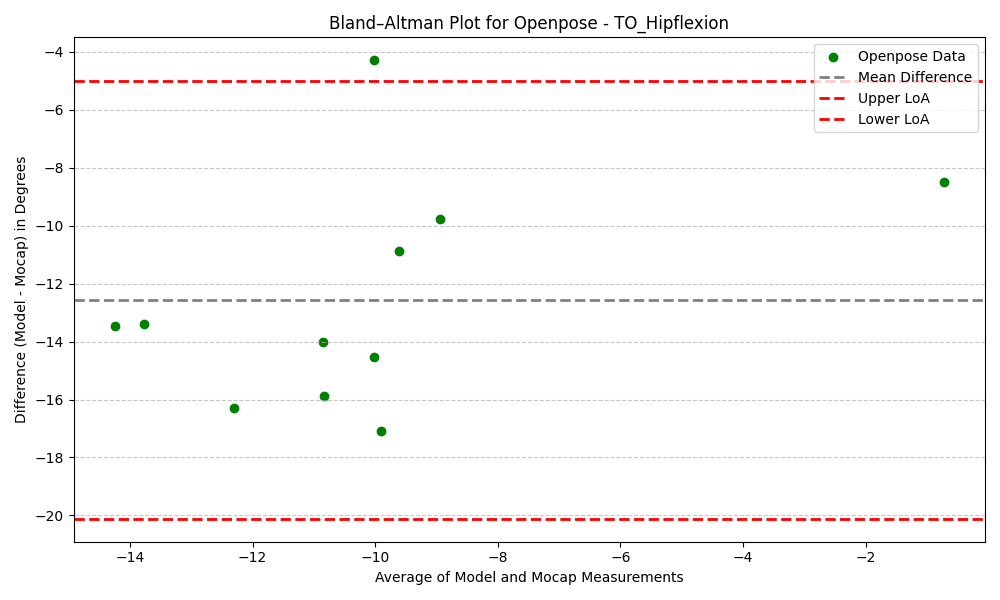 Bland–Altman Plot for Openpose - TO_Hipflexion
Openpose Data
Mean Difference
Upper LoA
Lower LoA
Difference (Model - Mocap) in Degrees
−4
−6
−8
−10
−12
−14
−16
−18
−20
−14
−12
−10
−8
−6
−4
−2
Average of Model and Mocap Measurements